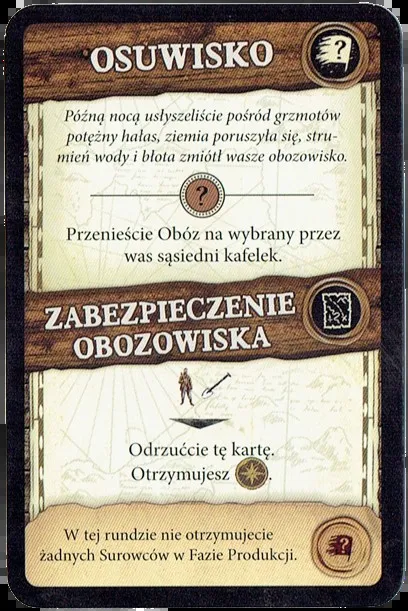 OSUWISKO
?
Późną nocą usłyszeliście pośród grzmotów
potężny hałas, ziemia poruszyła się, stru-
mień wody i błota zmiótł wasze obozowisko.
?
Przenieście Obóz na wybrany przez
was sąsiedni kafelek.
ZABEZPIECZENIE
OBOZOWISKA
Odrzućcie tę kartę.
Otrzymujesz .
W tej rundzie nie otrzymujecie
żadnych Surowców w Fazie Produkcji.
?